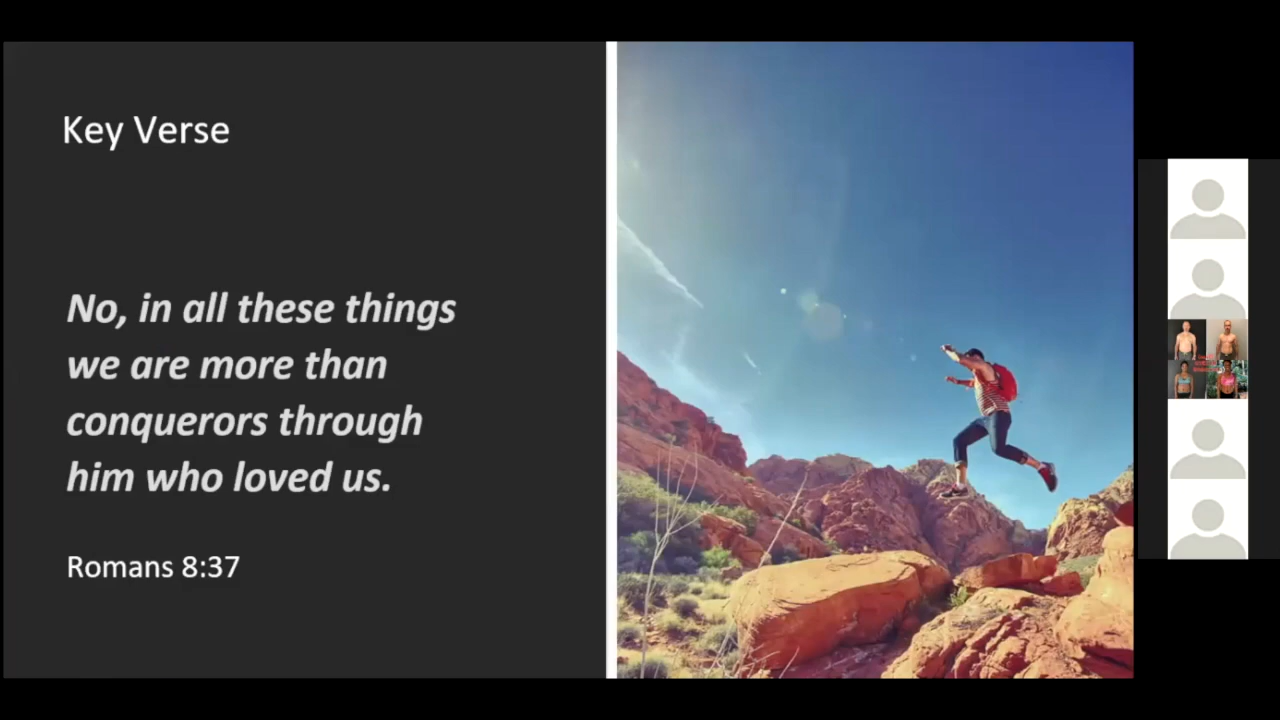 Key Verse
No, in all these things
we are more than
conquerors through
him who loved us.
Romans 8:37